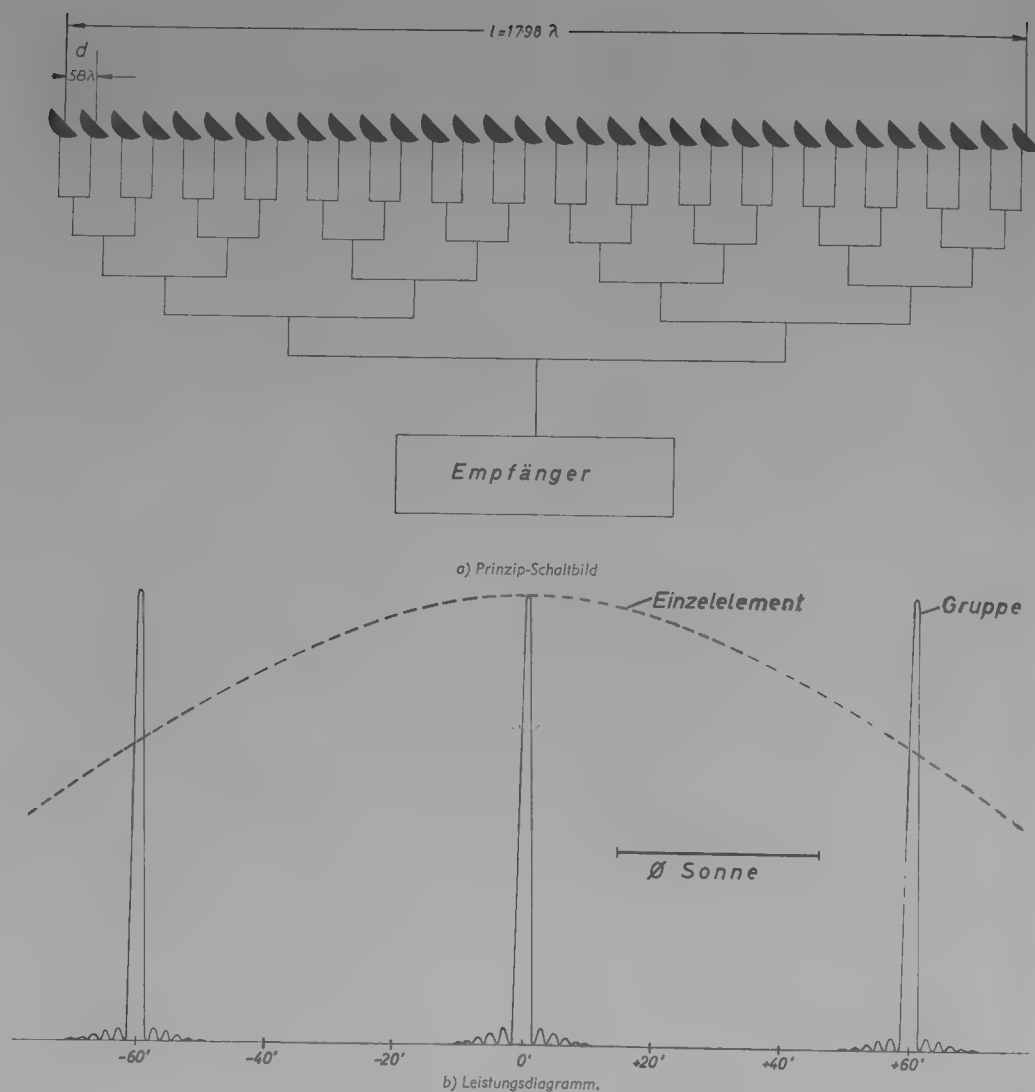 l=1798 λ
d
58λ
Empfänger
a) Prinzip-Schaltbild
Einzelelement
Gruppe
Ø Sonne
-60' -40' -20' 0' +20' +40' +60'
b) Leistungsdiagramm.